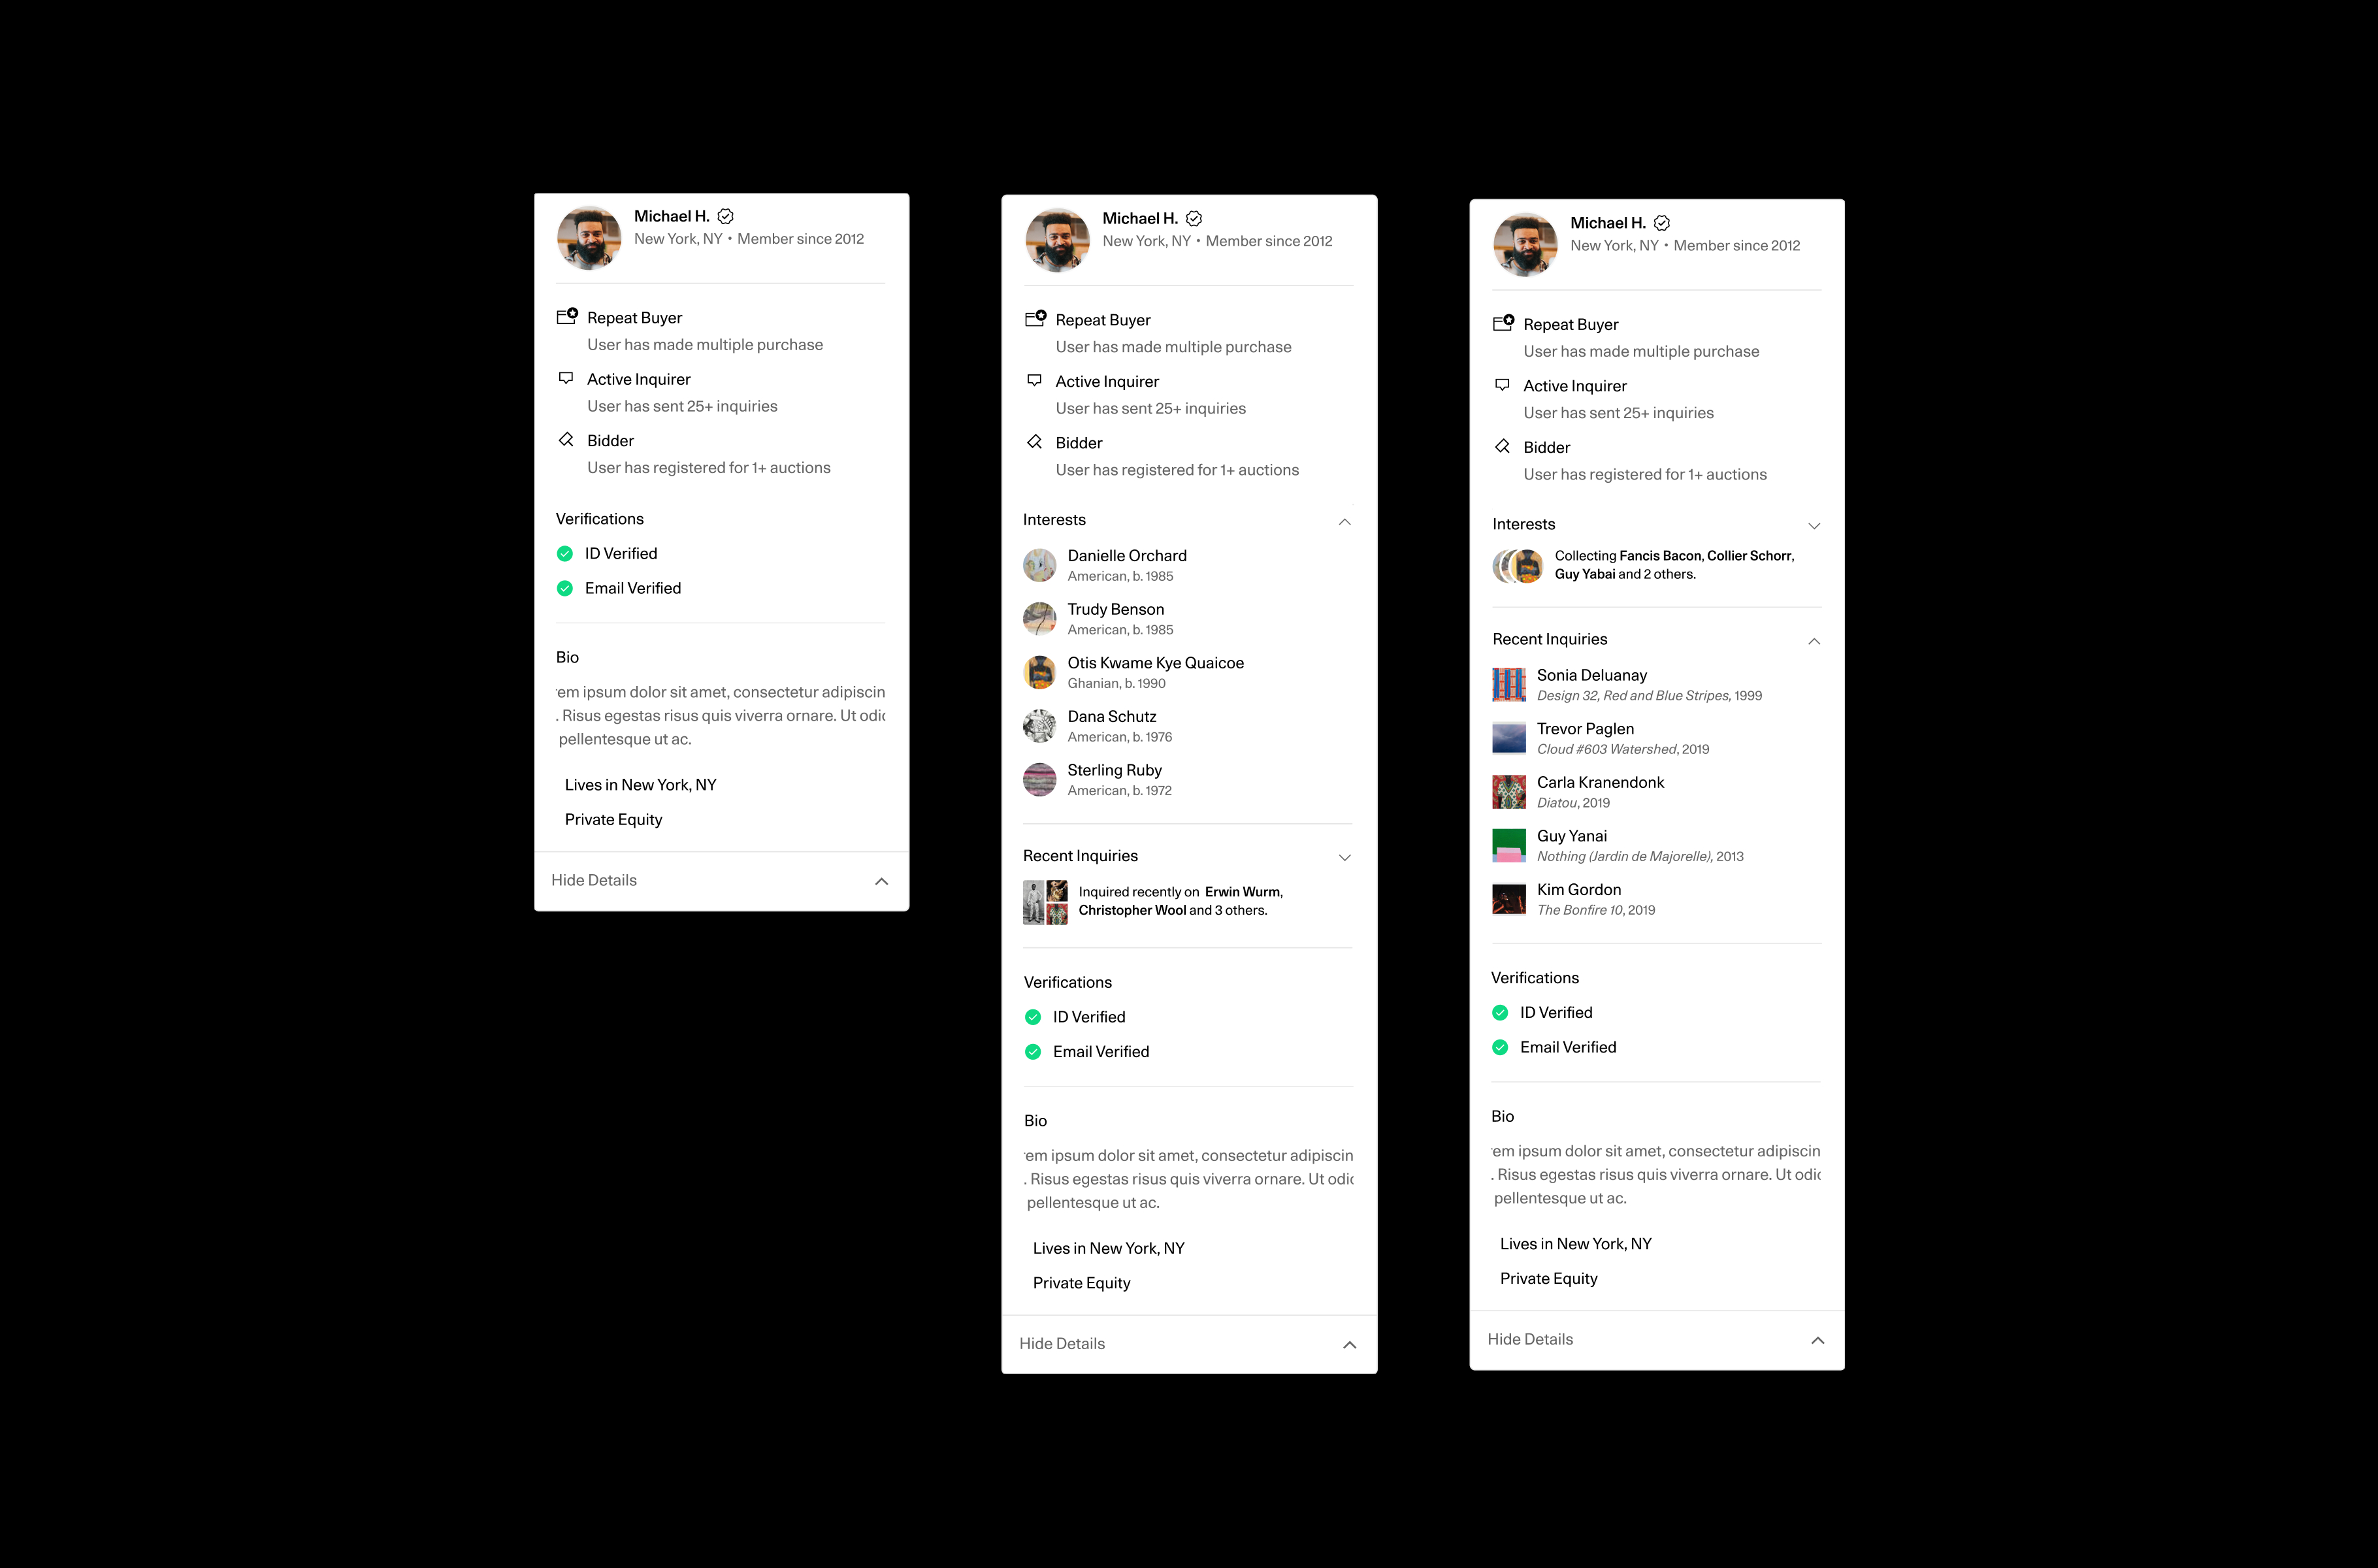 Michael H.
New York, NY • Member since 2012
Repeat Buyer
User has made multiple purchase
Active Inquirer
User has sent 25+ inquiries
Bidder
User has registered for 1+ auctions
Verifications
ID Verified
Email Verified
Bio
em ipsum dolor sit amet, consectetur adipiscin
. Risus egestas risus quis viverra ornare. Ut odic
pellentesque ut ac.
Lives in New York, NY
Private Equity
Hide Details
Michael H.
New York, NY • Member since 2012
Repeat Buyer
User has made multiple purchase
Active Inquirer
User has sent 25+ inquiries
Bidder
User has registered for 1+ auctions
Interests
Danielle Orchard
American, b. 1985
Trudy Benson
American, b. 1985
Otis Kwame Kye Quaicoe
Ghanian, b. 1990
Dana Schutz
American, b. 1976
Sterling Ruby
American, b. 1972
Recent Inquiries
Inquired recently on Erwin Wurm,
Christopher Wool and 3 others.
Verifications
ID Verified
Email Verified
Bio
em ipsum dolor sit amet, consectetur adipiscin
. Risus egestas risus quis viverra ornare. Ut odic
pellentesque ut ac.
Lives in New York, NY
Private Equity
Hide Details
Michael H.
New York, NY • Member since 2012
Repeat Buyer
User has made multiple purchase
Active Inquirer
User has sent 25+ inquiries
Bidder
User has registered for 1+ auctions
Interests
Collecting Fancis Bacon, Collier Schorr,
Guy Yabai and 2 others.
Recent Inquiries
Sonia Deluanay
Design 32, Red and Blue Stripes, 1999
Trevor Paglen
Cloud #603 Watershed, 2019
Carla Kranendonk
Diatou, 2019
Guy Yanai
Nothing (Jardin de Majorelle), 2013
Kim Gordon
The Bonfire 10, 2019
Verifications
ID Verified
Email Verified
Bio
em ipsum dolor sit amet, consectetur adipiscin
. Risus egestas risus quis viverra ornare. Ut odic
pellentesque ut ac.
Lives in New York, NY
Private Equity
Hide Details